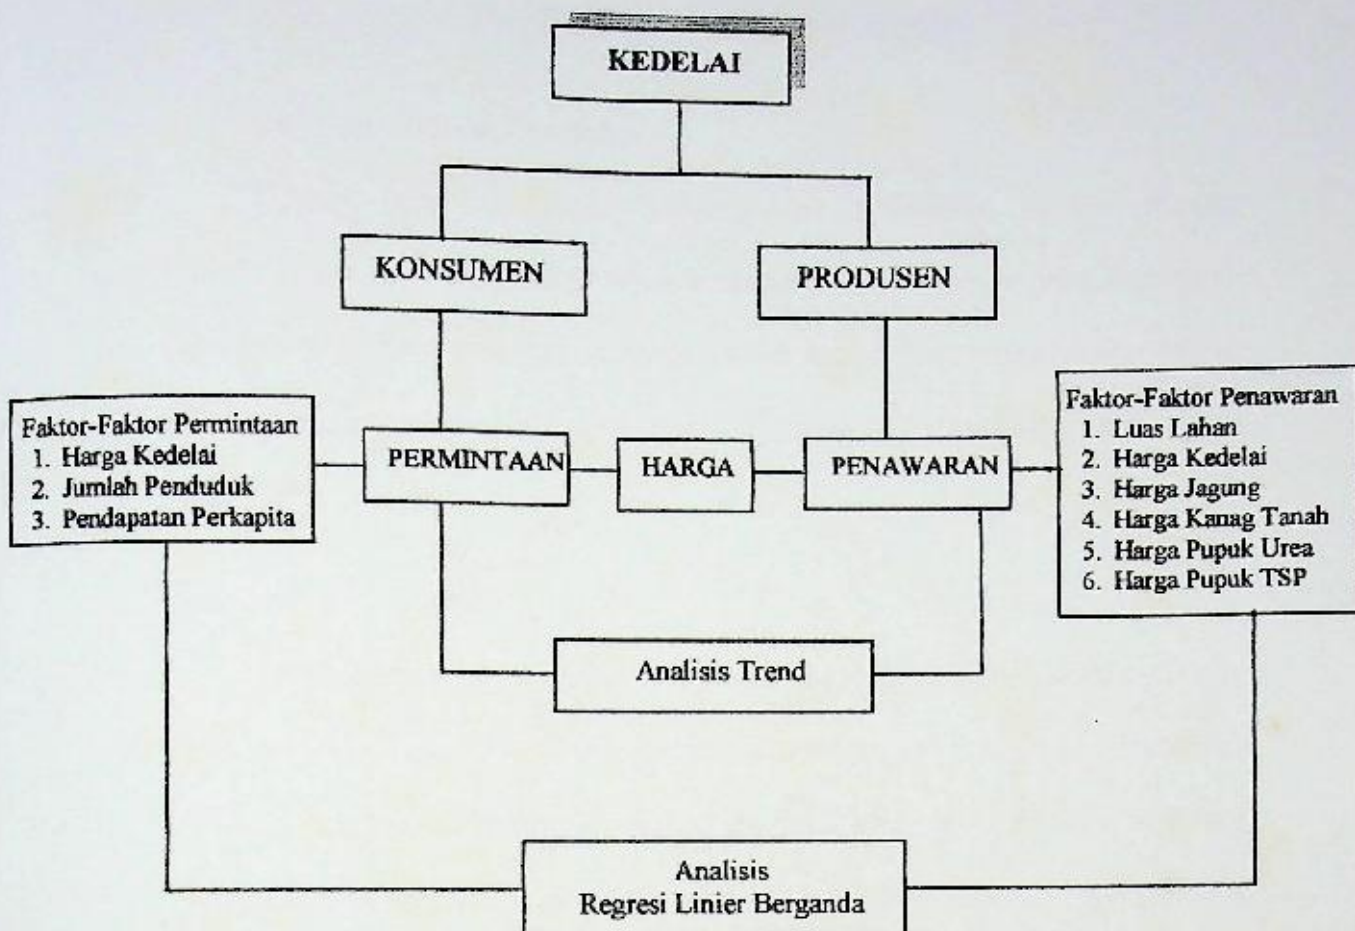 KEDELAI
KONSUMEN
PRODUSEN
Faktor-Faktor Permintaan
1. Harga Kedelai
2. Jumlah Penduduk
3. Pendapatan Perkapita
PERMINTAAN
HARGA
PENAWARAN
Faktor-Faktor Penawaran
1. Luas Lahan
2. Harga Kedelai
3. Harga Jagung
4. Harga Kanag Tanah
5. Harga Pupuk Urea
6. Harga Pupuk TSP
Analisis Trend
Analisis
Regresi Linier Berganda